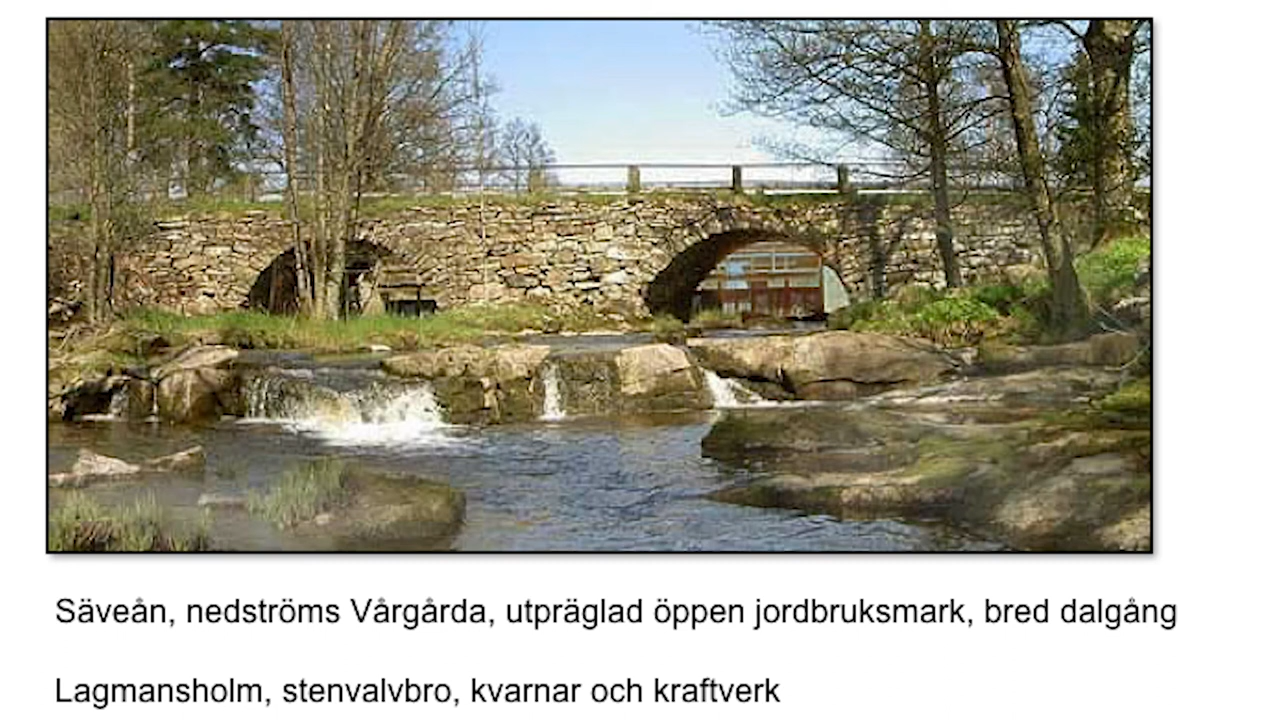 Säveån, nedströms Vårgårda, utpräglad öppen jordbruksmark, bred dalgång
Lagmansholm, stenvalvbro, kvarnar och kraftverk